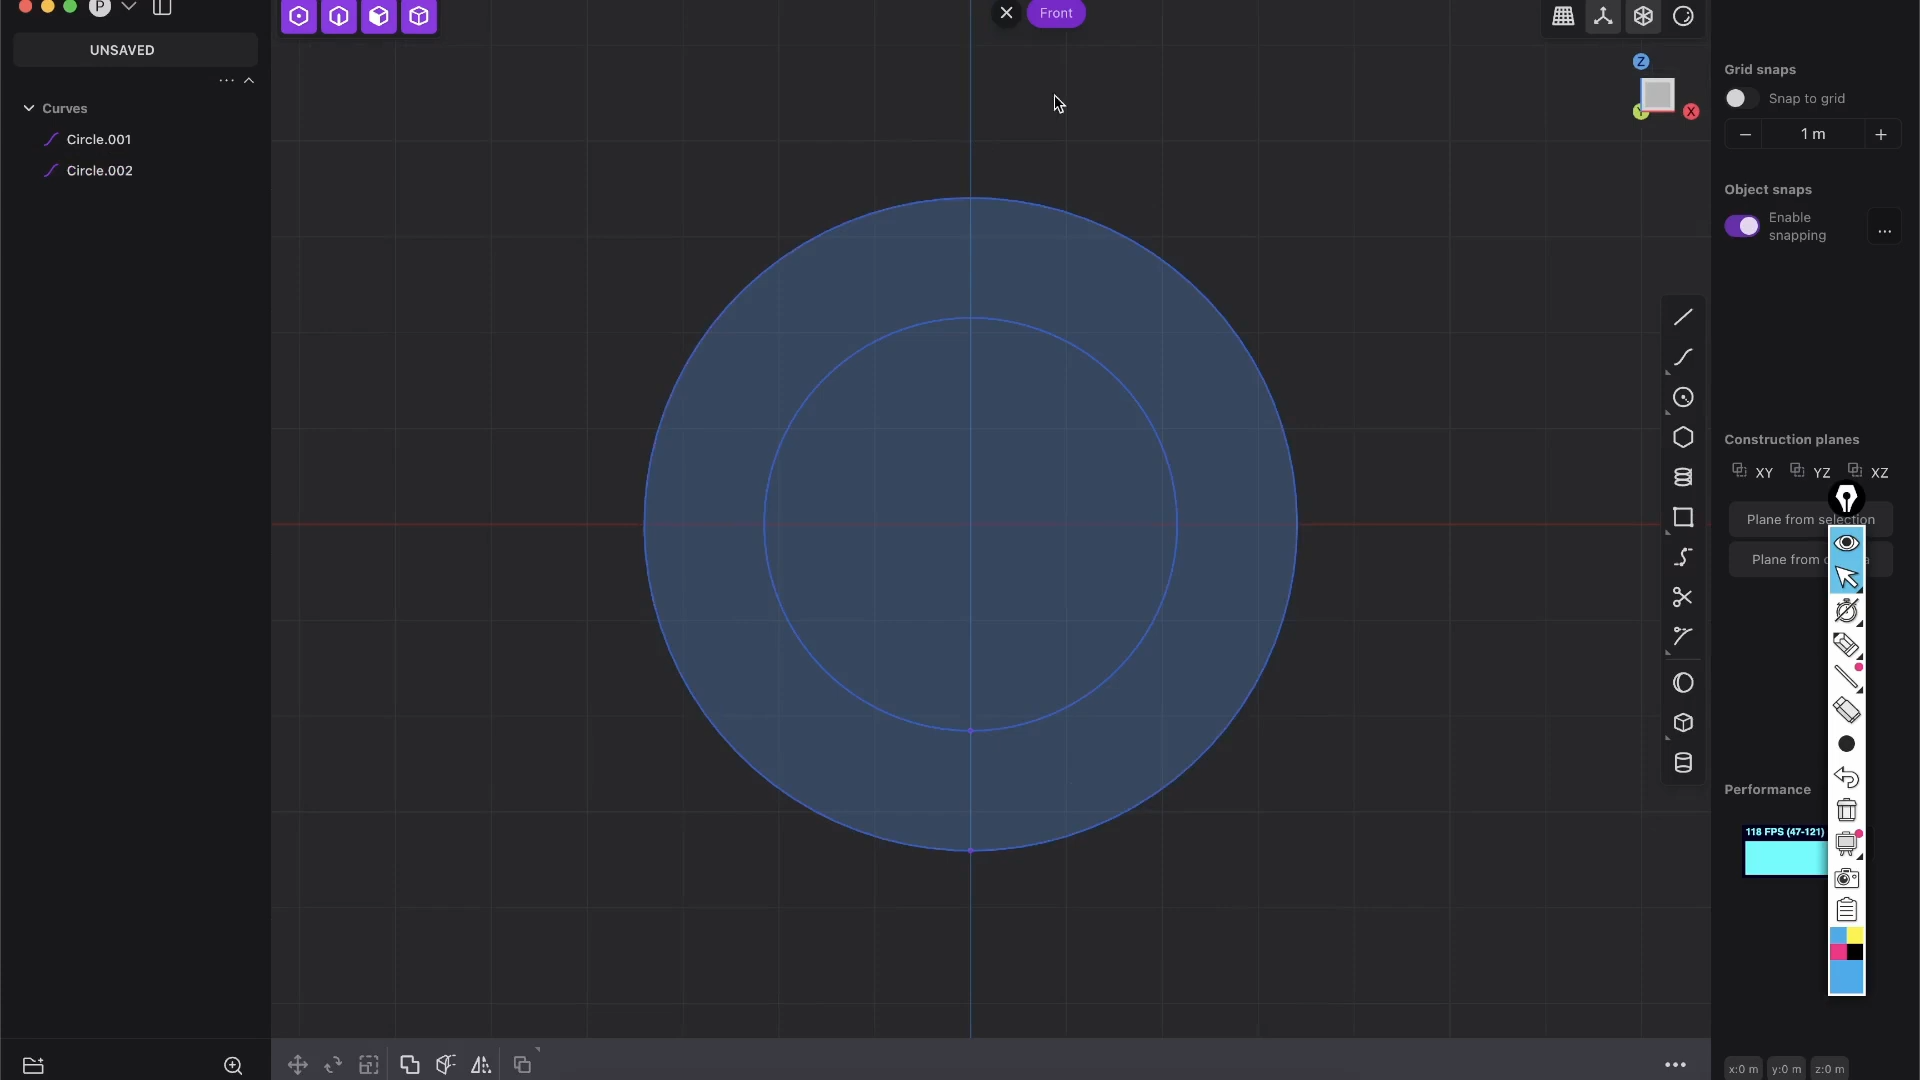 P
UNSAVED
Curves
Circle.001
Circle.002
Front
Z
X
Grid snaps
Snap to grid
1 m
Object snaps
Enable
snapping
Construction planes
XY YZ XZ
Plane from selection
Plane from
Performance
118 FPS (47-121)
x:0 m y:0 m z:0 m